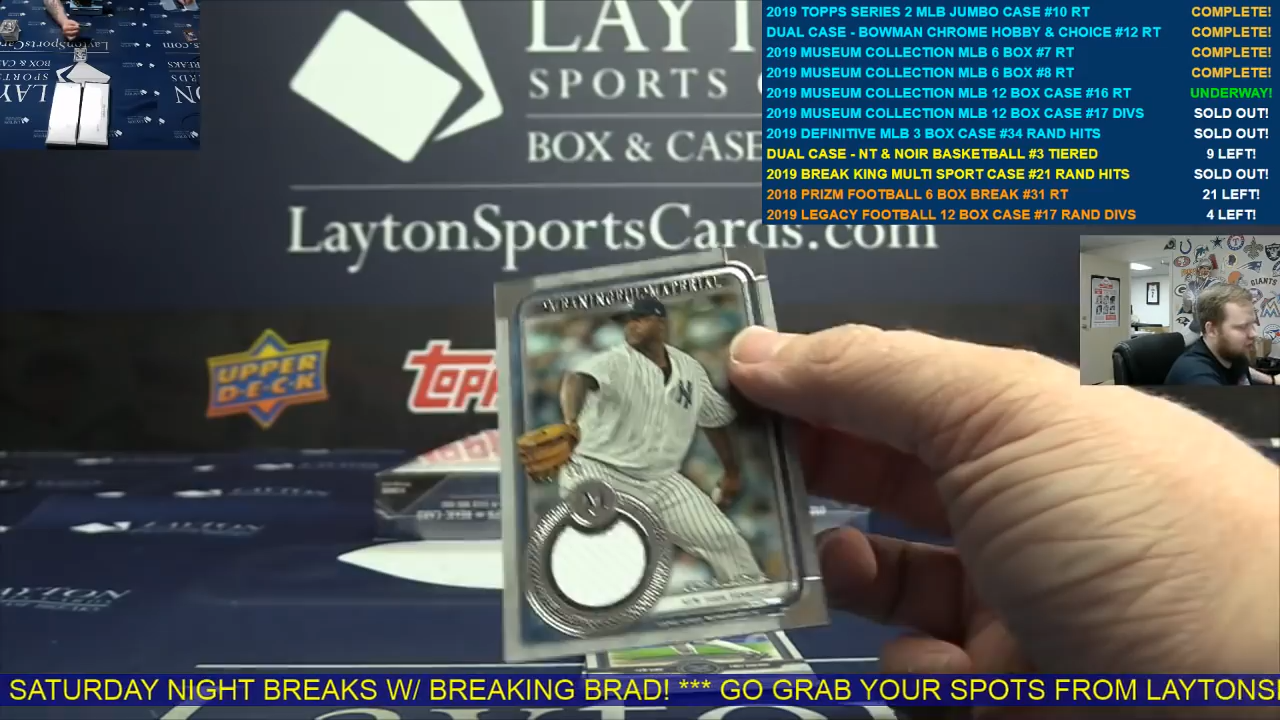 2019 TOPPS SERIES 2 MLB JUMBO CASE #10 RT COMPLETE!
DUAL CASE - BOWMAN CHROME HOBBY & CHOICE #12 RT COMPLETE!
2019 MUSEUM COLLECTION MLB 6 BOX #7 RT COMPLETE!
2019 MUSEUM COLLECTION MLB 6 BOX #8 RT COMPLETE!
2019 MUSEUM COLLECTION MLB 12 BOX CASE #16 RT UNDERWAY!
2019 MUSEUM COLLECTION MLB 12 BOX CASE #17 DIVS SOLD OUT!
2019 DEFINITIVE MLB 3 BOX CASE #34 RAND HITS SOLD OUT!
DUAL CASE - NT & NOIR BASKETBALL #3 TIERED 9 LEFT!
2019 BREAK KING MULTI SPORT CASE #21 RAND HITS SOLD OUT!
2018 PRIZM FOOTBALL 6 BOX BREAK #31 RT 21 LEFT!
2019 LEGACY FOOTBALL 12 BOX CASE #17 RAND DIVS 4 LEFT!
LAYT
SPORTS
BOX & CASE
LaytonSportsCards.com
UPPER
DECK
TOPP
MEANINGFUL MATERIAL
SATURDAY NIGHT BREAKS W/ BREAKING BRAD! *** GO GRAB YOUR SPOTS FROM LAYTONS